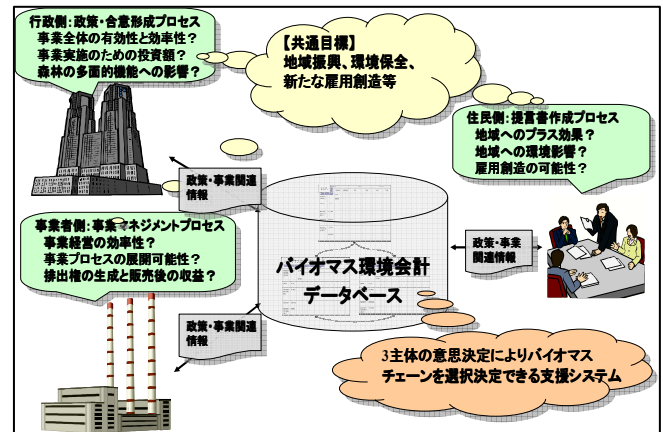 行政側：政策・合意形成プロセス
事業全体の有効性と効率性？
事業実施のための投資額？
森林の多面的機能への影響？
【共通目標】
地域振興、環境保全、
新たな雇用創造等
住民側：提言書作成プロセス
地域へのプラス効果？
地域への環境影響？
雇用創造の可能性？
政策・事業関連
情報
事業者側：事業マネジメントプロセス
事業経営の効率性？
事業プロセスの展開可能性？
排出権の生成と販売後の収益？
バイオマス環境会計
データベース
政策・事業
関連情報
政策・事業関連
情報
3主体の意思決定によりバイオマス
チェーンを選択決定できる支援システム